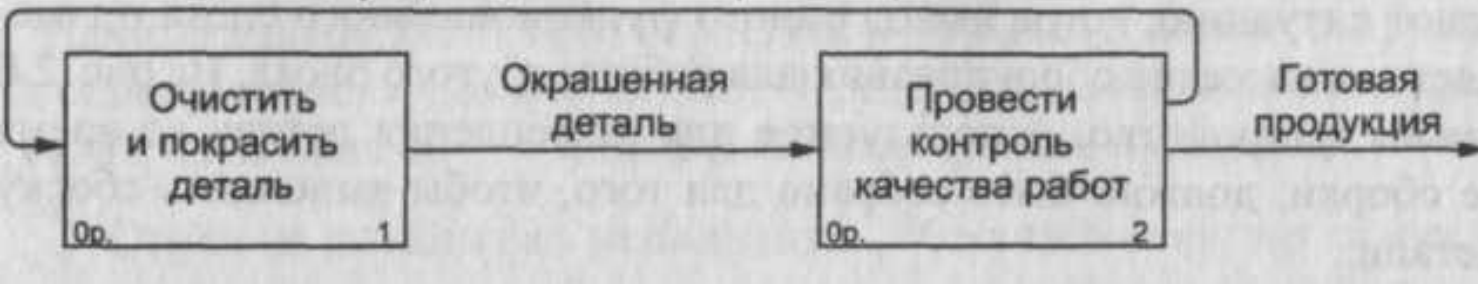 Очистить
и покрасить
деталь
0р.
1
Окрашенная
деталь
Провести
контроль
качества работ
0р.
2
Готовая
продукция